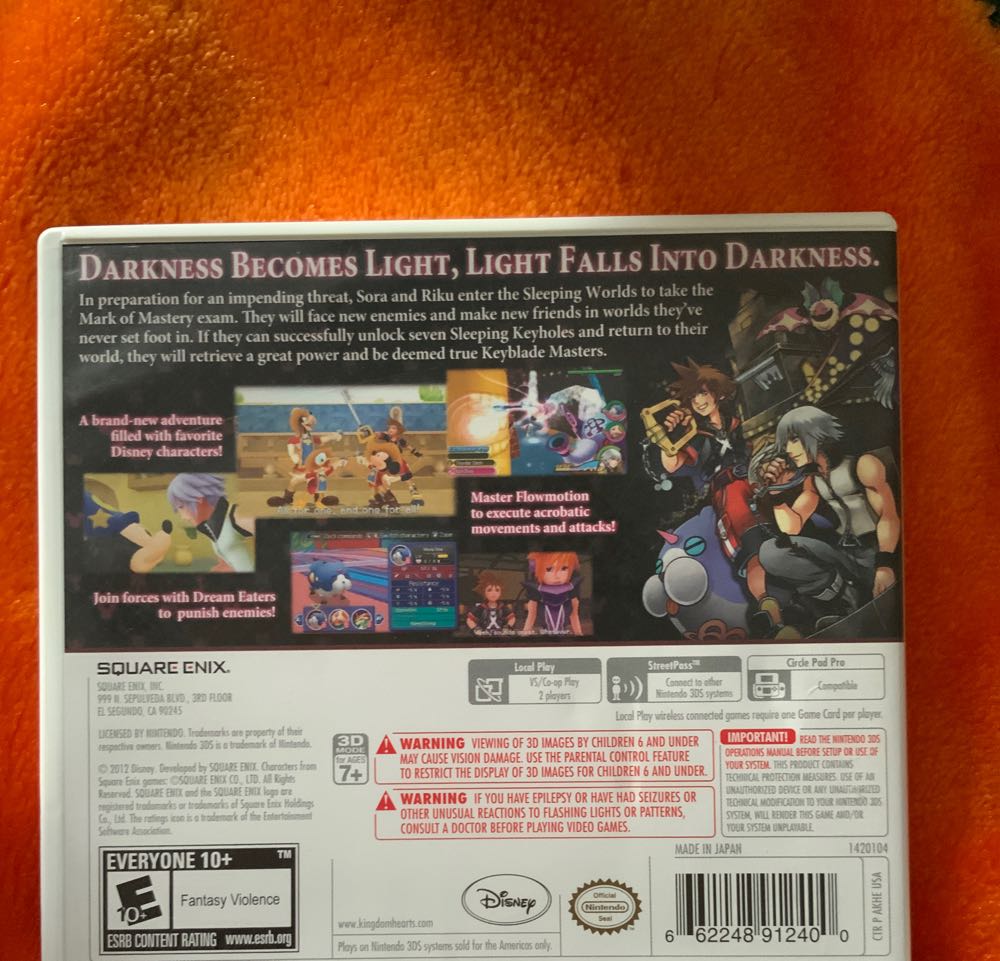 DARKNESS BECOMES LIGHT, LIGHT FALLS INTO DARKNESS.
In preparation for an impending threat, Sora and Riku enter the Sleeping Worlds to take the
Mark of Mastery exam. They will face new enemies and make new friends in worlds they've
never set foot in. If they can successfully unlock seven Sleeping Keyholes and return to their
world, they will retrieve a great power and be deemed true Keyblade Masters.
A brand-new adventure
filled with favorite
Disney characters!
All for one, and one for all!
Master Flowmotion
to execute acrobatic
movements and attacks!
Join forces with Dream Eaters
to punish enemies!
Resistance
SQUARE ENIX®
SQUARE ENIX, INC.
999 N. SEPULVEDA BLVD., 3RD FLOOR
EL SEGUNDO, CA 90245
Local Play
VS/Co-op Play
2 players
StreetPass™
Connect to other
Nintendo 3DS systems
Circle Pad Pro
Compatible
Local Play wireless connected games require one Game Card per player.
LICENSED BY NINTENDO. Trademarks are property of their
respective owners. Nintendo 3DS is a trademark of Nintendo.
© 2012 Disney. Developed by SQUARE ENIX. Characters from
Square Enix games: ©SQUARE ENIX CO., LTD. All Rights
Reserved. SQUARE ENIX and the SQUARE ENIX logo are
registered trademarks or trademarks of Square Enix Holdings
Co., Ltd. The ratings icon is a trademark of the Entertainment
Software Association.
3D
MODE
for AGES
7+
WARNING VIEWING OF 3D IMAGES BY CHILDREN 6 AND UNDER
MAY CAUSE VISION DAMAGE. USE THE PARENTAL CONTROL FEATURE
TO RESTRICT THE DISPLAY OF 3D IMAGES FOR CHILDREN 6 AND UNDER.
WARNING IF YOU HAVE EPILEPSY OR HAVE HAD SEIZURES OR
OTHER UNUSUAL REACTIONS TO FLASHING LIGHTS OR PATTERNS,
CONSULT A DOCTOR BEFORE PLAYING VIDEO GAMES.
IMPORTANT! READ THE NINTENDO 3DS
OPERATIONS MANUAL BEFORE SETUP OR USE OF
YOUR SYSTEM. THIS PRODUCT CONTAINS
TECHNICAL PROTECTION MEASURES. USE OF AN
UNAUTHORIZED DEVICE OR ANY UNAUTHORIZED
TECHNICAL MODIFICATION TO YOUR NINTENDO 3DS
SYSTEM, WILL RENDER THIS GAME AND/OR
YOUR SYSTEM UNPLAYABLE.
MADE IN JAPAN
1420104
EVERYONE 10+ ™
E
10+
Fantasy Violence
ESRB CONTENT RATING www.esrb.org
www.kingdomhearts.com
Plays on Nintendo 3DS systems sold for the Americas only.
Disney
Official
Nintendo
Seal
6 62248 91240 0
CTR P AKHE USA